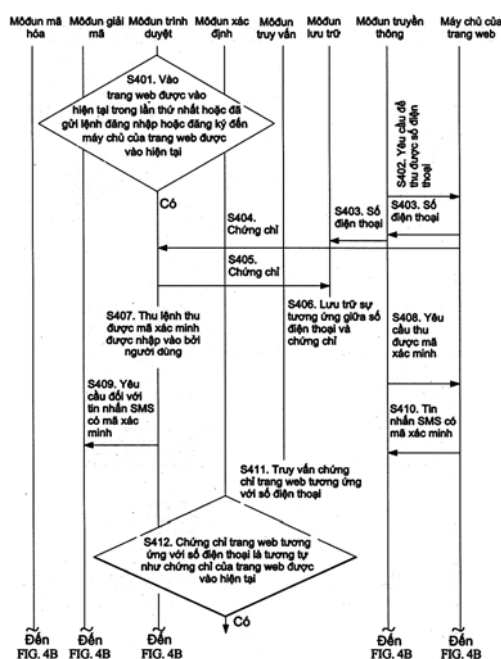 Môđun mã hóa
Môđun giải mã
Môđun trình duyệt
Môđun xác định
Môđun truy vấn
Môđun lưu trữ
Môđun truyền thông
Máy chủ của trang web
S401. Vào
trang web được vào
hiện tại trong lần thứ nhất hoặc đã
gửi lệnh đăng nhập hoặc đăng ký đến
máy chủ của trang web được
vào hiện tại
Có
S402. Yêu cầu để
thu được số điện
thoại
S403. Số điện
thoại
S403. Số
điện thoại
S404.
Chứng chỉ
S405.
Chứng chỉ
S406. Lưu trữ sự
tương ứng giữa số
điện thoại và
chứng chỉ
S407. Thu lệnh thu
được mã xác minh
được nhập vào bởi
người dùng
S408. Yêu
cầu thu
được mã
xác minh
S409. Yêu
cầu đối với
tin nhắn SMS
có mã xác
minh
S410. Tin
nhắn SMS có
mã xác minh
S411. Truy vấn chứng
chỉ trang web tương ứng
với số điện thoại
S412. Chứng chỉ trang web tương
ứng với số điện thoại là tương tự
như chứng chỉ của trang web được
vào hiện tại
Có
Đến
FIG. 4B
Đến
FIG. 4B
Đến
FIG. 4B
Đến
FIG. 4B
Đến
FIG. 4B